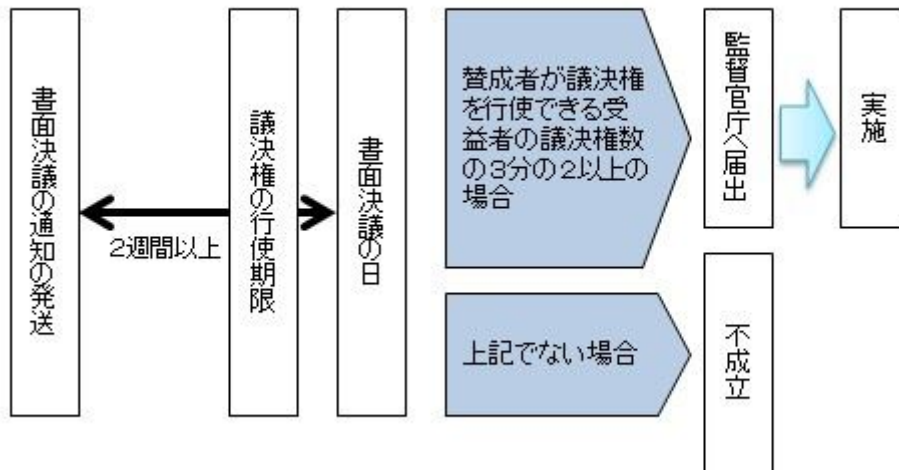 書面決議の通知の発送
2週間以上
議決権の行使期限
書面決議の日
賛成者が議決権
を行使できる受
益者の議決権数
の3分の2以上の
場合
監督官庁へ届出
実施
上記でない場合
不成立